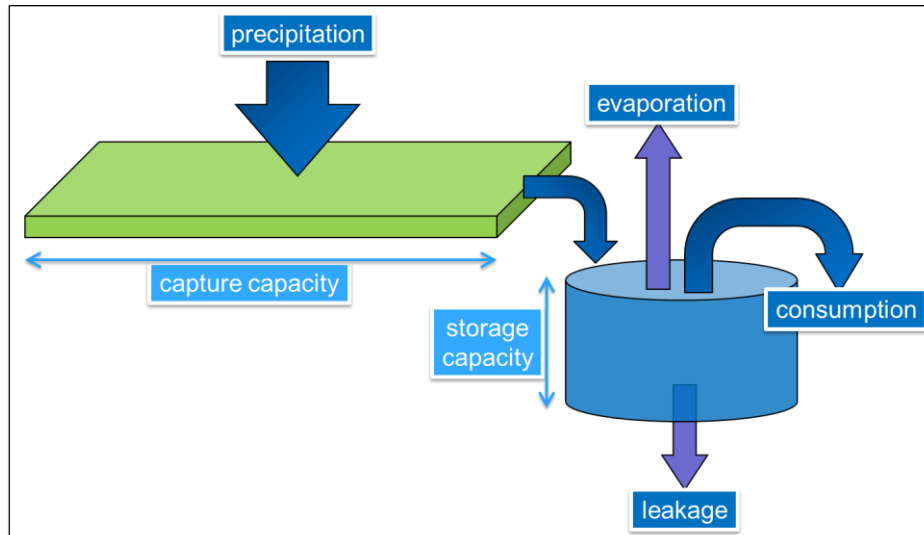 precipitation
evaporation
capture capacity
storage
capacity
consumption
leakage